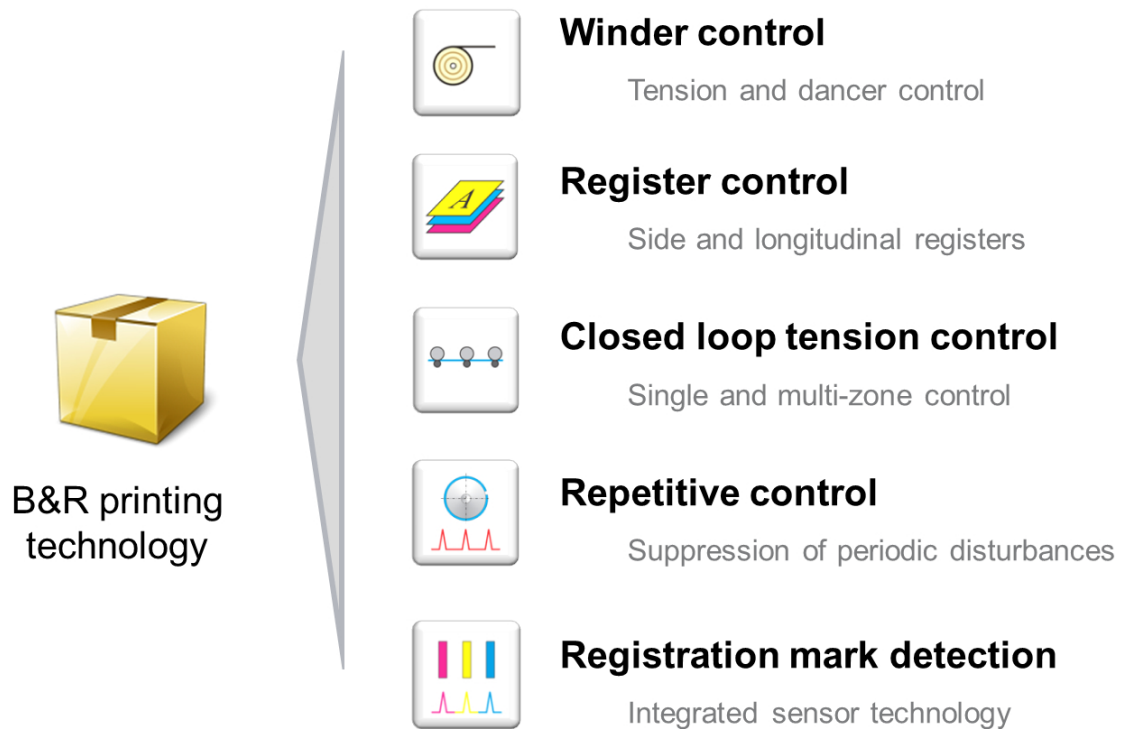 Winder control
Tension and dancer control
A
Register control
Side and longitudinal registers
Closed loop tension control
Single and multi-zone control
B&R printing
technology
Repetitive control
Suppression of periodic disturbances
Registration mark detection
Integrated sensor technology